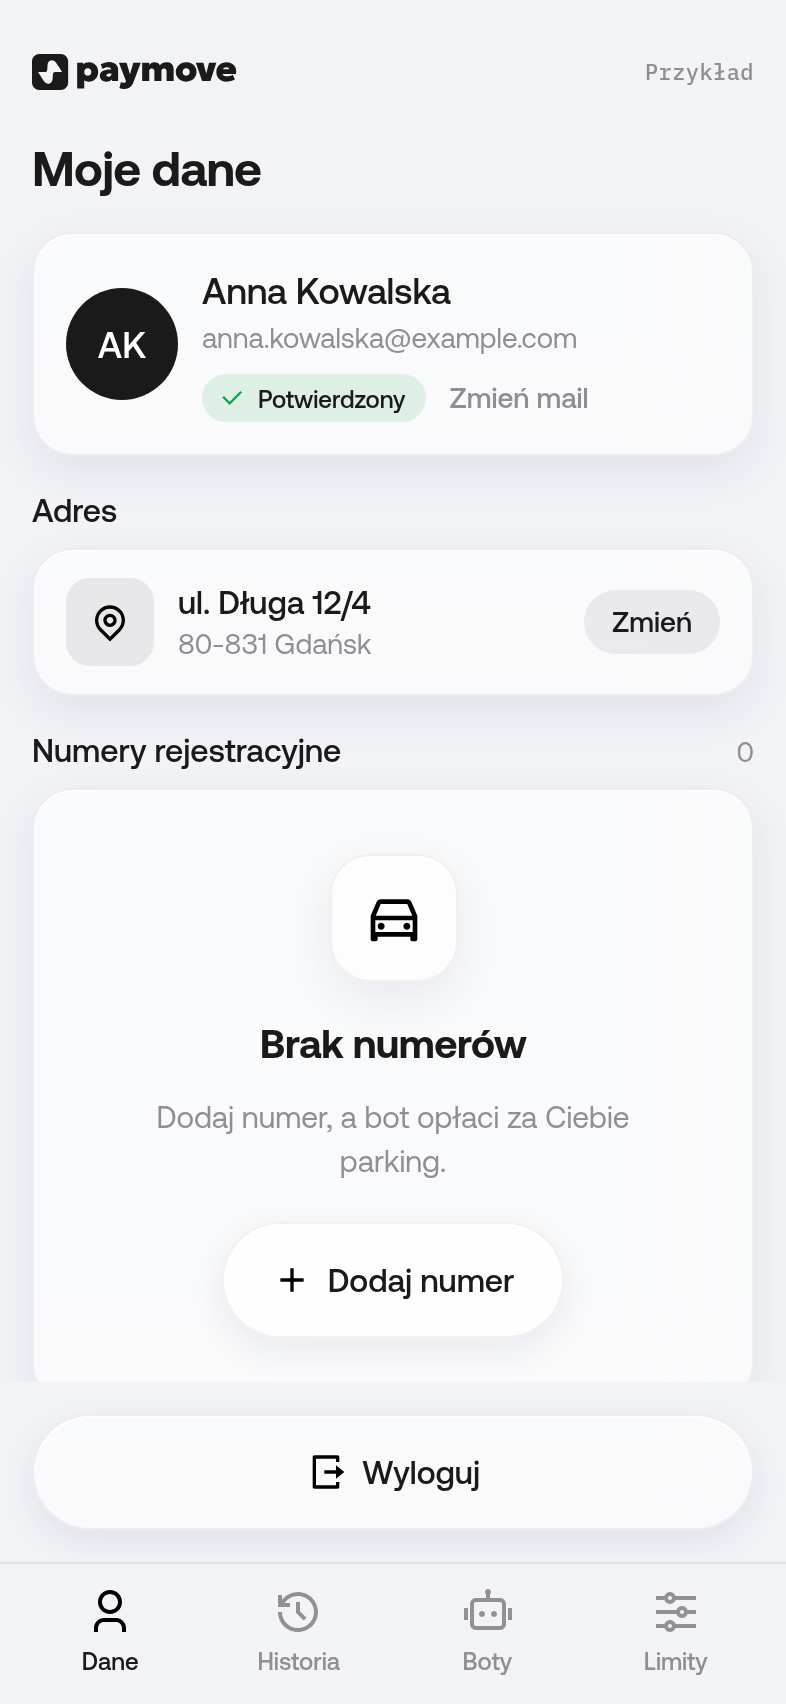 paymove
Przykład
Moje dane
AK
Anna Kowalska
anna.kowalska@example.com
Potwierdzony
Zmień mail
Adres
ul. Długa 12/4
80-831 Gdańsk
Zmień
Numery rejestracyjne
0
Brak numerów
Dodaj numer, a bot opłaci za Ciebie
parking.
Dodaj numer
Wyloguj
Dane
Historia
Boty
Limity